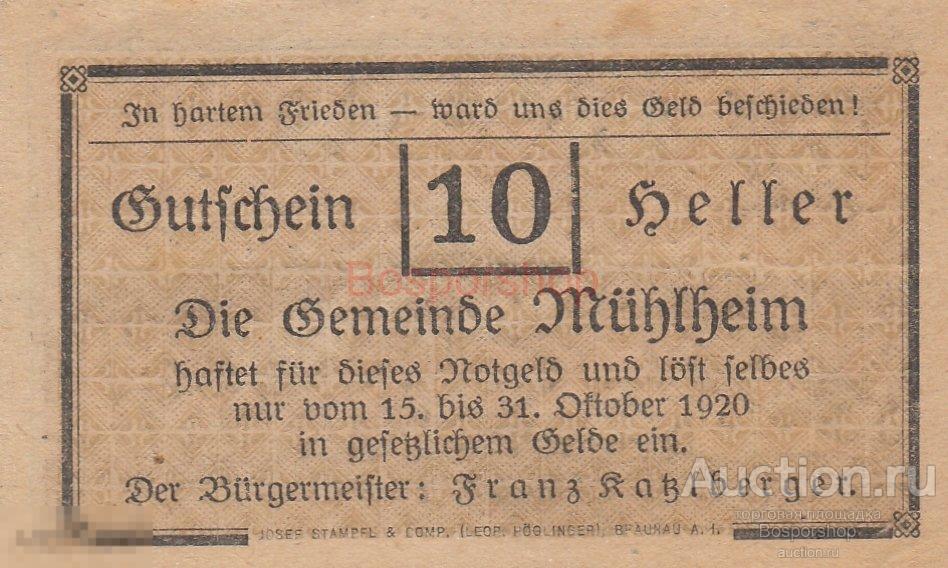 In hartem Frieden — ward uns dies Geld beschieden!
Gutschein 10 Heller
Bosporshop
Die Gemeinde Mühlheim
haftet für dieses Notgeld und löst selbes
nur vom 15. bis 31. Oktober 1920
in gesetzlichem Gelde ein.
Der Bürgermeister: Franz Katzlberger.
JOSEF STAMPFL & COMP. (LEOP. PÖGLINGER), BRAUNAU A. I.
Auction.ru
торговая площадка
Bosporshop
auction.ru